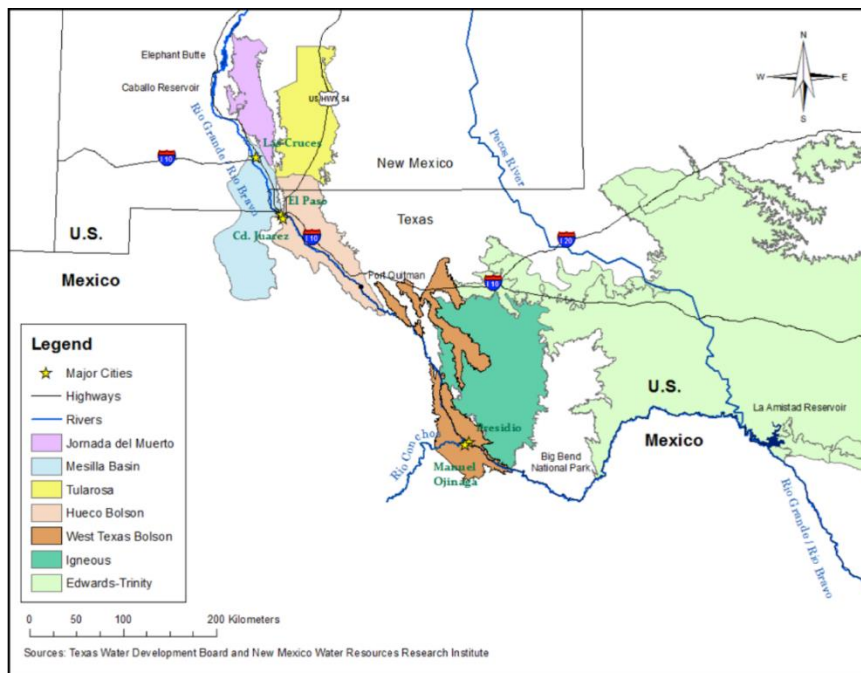 N
W
E
S
Elephant Butte
Caballo Reservoir
US HWY 54
Rio Grande / Rio Bravo
Pecos River
Las Cruces
I 10
New Mexico
El Paso
Texas
Cd. Juarez
I 10
I 20
U.S.
Mexico
Fort Quitman
I 10
Legend
Major Cities
Highways
Rivers
Jornada del Muerto
Mesilla Basin
Tularosa
Hueco Bolson
West Texas Bolson
Igneous
Edwards-Trinity
U.S.
La Amistad Reservoir
Presidio
Mexico
Rio Conchos
Manuel
Ojinaga
Big Bend
National Park
Rio Grande / Rio Bravo
0 50 100 200 Kilometers
Sources: Texas Water Development Board and New Mexico Water Resources Research Institute